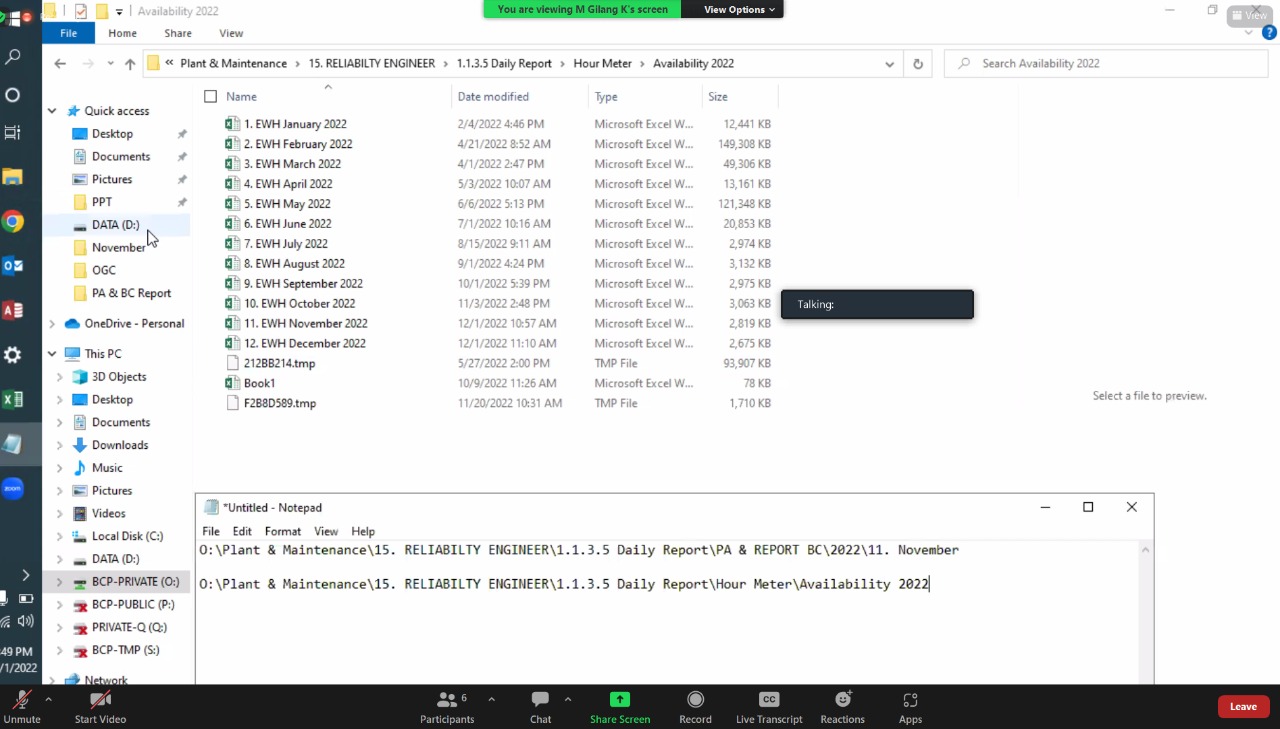 Availability 2022
You are viewing M Gilang K's screen
View Options
View
File Home Share View
« Plant & Maintenance › 15. RELIABILTY ENGINEER › 1.1.3.5 Daily Report › Hour Meter › Availability 2022
Search Availability 2022
Name Date modified Type Size
Quick access
Desktop
Documents
Pictures
PPT
DATA (D:)
November
OGC
PA & BC Report
OneDrive - Personal
This PC
3D Objects
Desktop
Documents
Downloads
Music
Pictures
Videos
Local Disk (C:)
DATA (D:)
BCP-PRIVATE (O:)
BCP-PUBLIC (P:)
PRIVATE-Q (Q:)
BCP-TMP (S:)
Network
1. EWH January 2022 2/4/2022 4:46 PM Microsoft Excel W... 12,441 KB
2. EWH February 2022 4/21/2022 8:52 AM Microsoft Excel W... 149,308 KB
3. EWH March 2022 4/1/2022 2:47 PM Microsoft Excel W... 49,306 KB
4. EWH April 2022 5/3/2022 10:07 AM Microsoft Excel W... 13,161 KB
5. EWH May 2022 6/6/2022 5:13 PM Microsoft Excel W... 121,348 KB
6. EWH June 2022 7/1/2022 10:16 AM Microsoft Excel W... 20,853 KB
7. EWH July 2022 8/15/2022 9:11 AM Microsoft Excel W... 2,974 KB
8. EWH August 2022 9/1/2022 4:24 PM Microsoft Excel W... 3,132 KB
9. EWH September 2022 10/1/2022 5:39 PM Microsoft Excel W... 2,975 KB
10. EWH October 2022 11/3/2022 2:48 PM Microsoft Excel W... 3,063 KB
11. EWH November 2022 12/1/2022 10:57 AM Microsoft Excel W... 2,819 KB
12. EWH December 2022 12/1/2022 11:10 AM Microsoft Excel W... 2,675 KB
212BB214.tmp 5/27/2022 2:00 PM TMP File 93,907 KB
Book1 10/9/2022 11:26 AM Microsoft Excel W... 78 KB
F2B8D589.tmp 11/20/2022 10:31 AM TMP File 1,710 KB
Talking:
Select a file to preview.
*Untitled - Notepad
File Edit Format View Help
O:\Plant & Maintenance\15. RELIABILTY ENGINEER\1.1.3.5 Daily Report\PA & REPORT BC\2022\11. November
O:\Plant & Maintenance\15. RELIABILTY ENGINEER\1.1.3.5 Daily Report\Hour Meter\Availability 2022
zoom
:49 PM
/1/2022
Unmute Start Video Participants 6 Chat Share Screen Record Live Transcript Reactions Apps Leave
CC